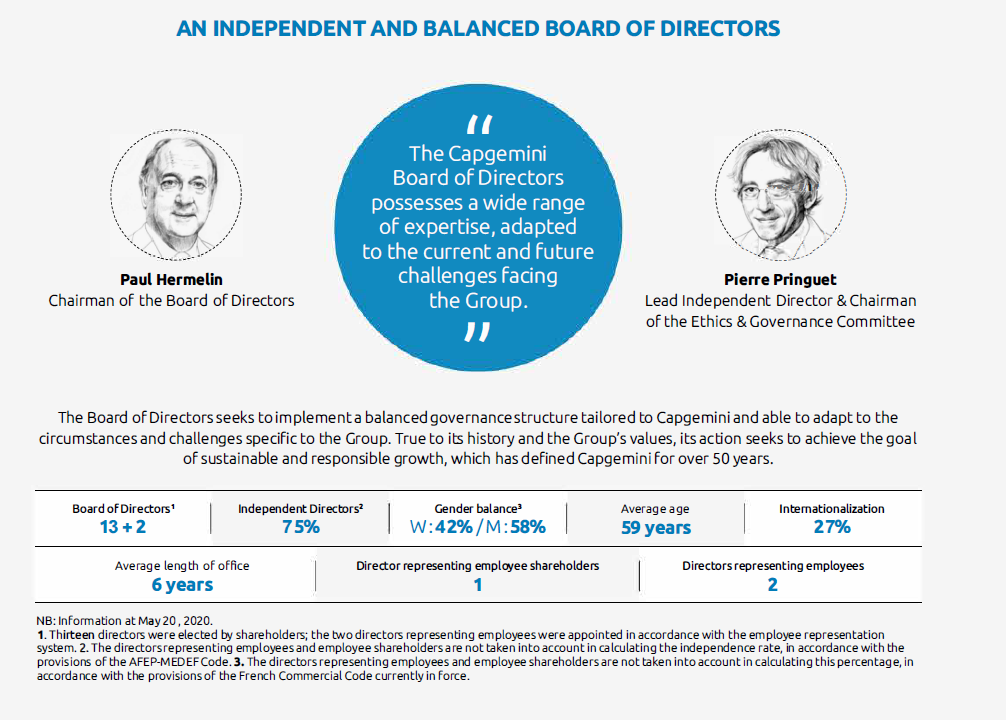 AN INDEPENDENT AND BALANCED BOARD OF DIRECTORS
“
The Capgemini
Board of Directors
possesses a wide range
of expertise, adapted
to the current and future
challenges facing
the Group.
”
Paul Hermelin
Chairman of the Board of Directors
Pierre Pringuet
Lead Independent Director & Chairman
of the Ethics & Governance Committee
The Board of Directors seeks to implement a balanced governance structure tailored to Capgemini and able to adapt to the
circumstances and challenges specific to the Group. True to its history and the Group’s values, its action seeks to achieve the goal
of sustainable and responsible growth, which has defined Capgemini for over 50 years.
Board of Directors¹
13 + 2
Independent Directors²
75%
Gender balance³
W : 42% / M : 58%
Average age
59 years
Internationalization
27%
Average length of office
6 years
Director representing employee shareholders
1
Directors representing employees
2
NB: Information at May 20 , 2020.
1. Thirteen directors were elected by shareholders; the two directors representing employees were appointed in accordance with the employee representation
system. 2. The directors representing employees and employee shareholders are not taken into account in calculating the independence rate, in accordance with the
provisions of the AFEP-MEDEF Code. 3. The directors representing employees and employee shareholders are not taken into account in calculating this percentage, in
accordance with the provisions of the French Commercial Code currently in force.